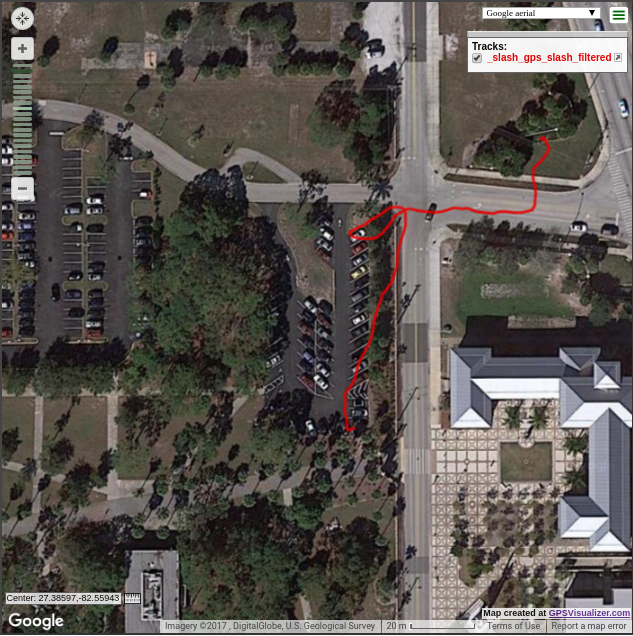 Google aerial ▼
Tracks:
_slash_gps_slash_filtered
Center: 27.38597,-82.55943
Map created at GPSVisualizer.com
Google
Imagery ©2017 , DigitalGlobe, U.S. Geological Survey
20 m
Terms of Use
Report a map error